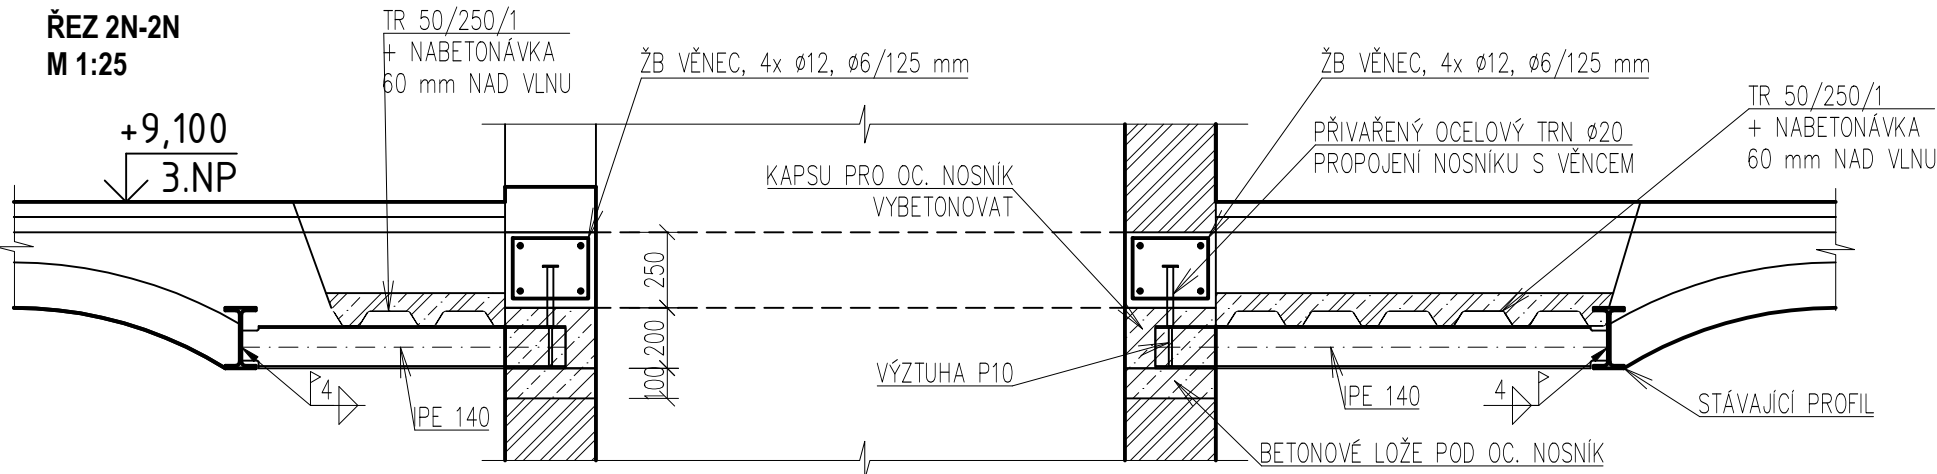 ŘEZ 2N-2N
M 1:25
TR 50/250/1
+ NABETONÁVKA
60 mm NAD VLNU
ŽB VĚNEC, 4x ø12, ø6/125 mm
ŽB VĚNEC, 4x ø12, ø6/125 mm
TR 50/250/1
+ NABETONÁVKA
60 mm NAD VLNU
+9,100
3.NP
PŘIVAŘENÝ OCELOVÝ TRN ø20
PROPOJENÍ NOSNÍKU S VĚNCEM
KAPSU PRO OC. NOSNÍK
VYBETONOVAT
250
200
100
VÝZTUHA P10
4
IPE 140
IPE 140
4
STÁVAJÍCÍ PROFIL
BETONOVÉ LOŽE POD OC. NOSNÍK